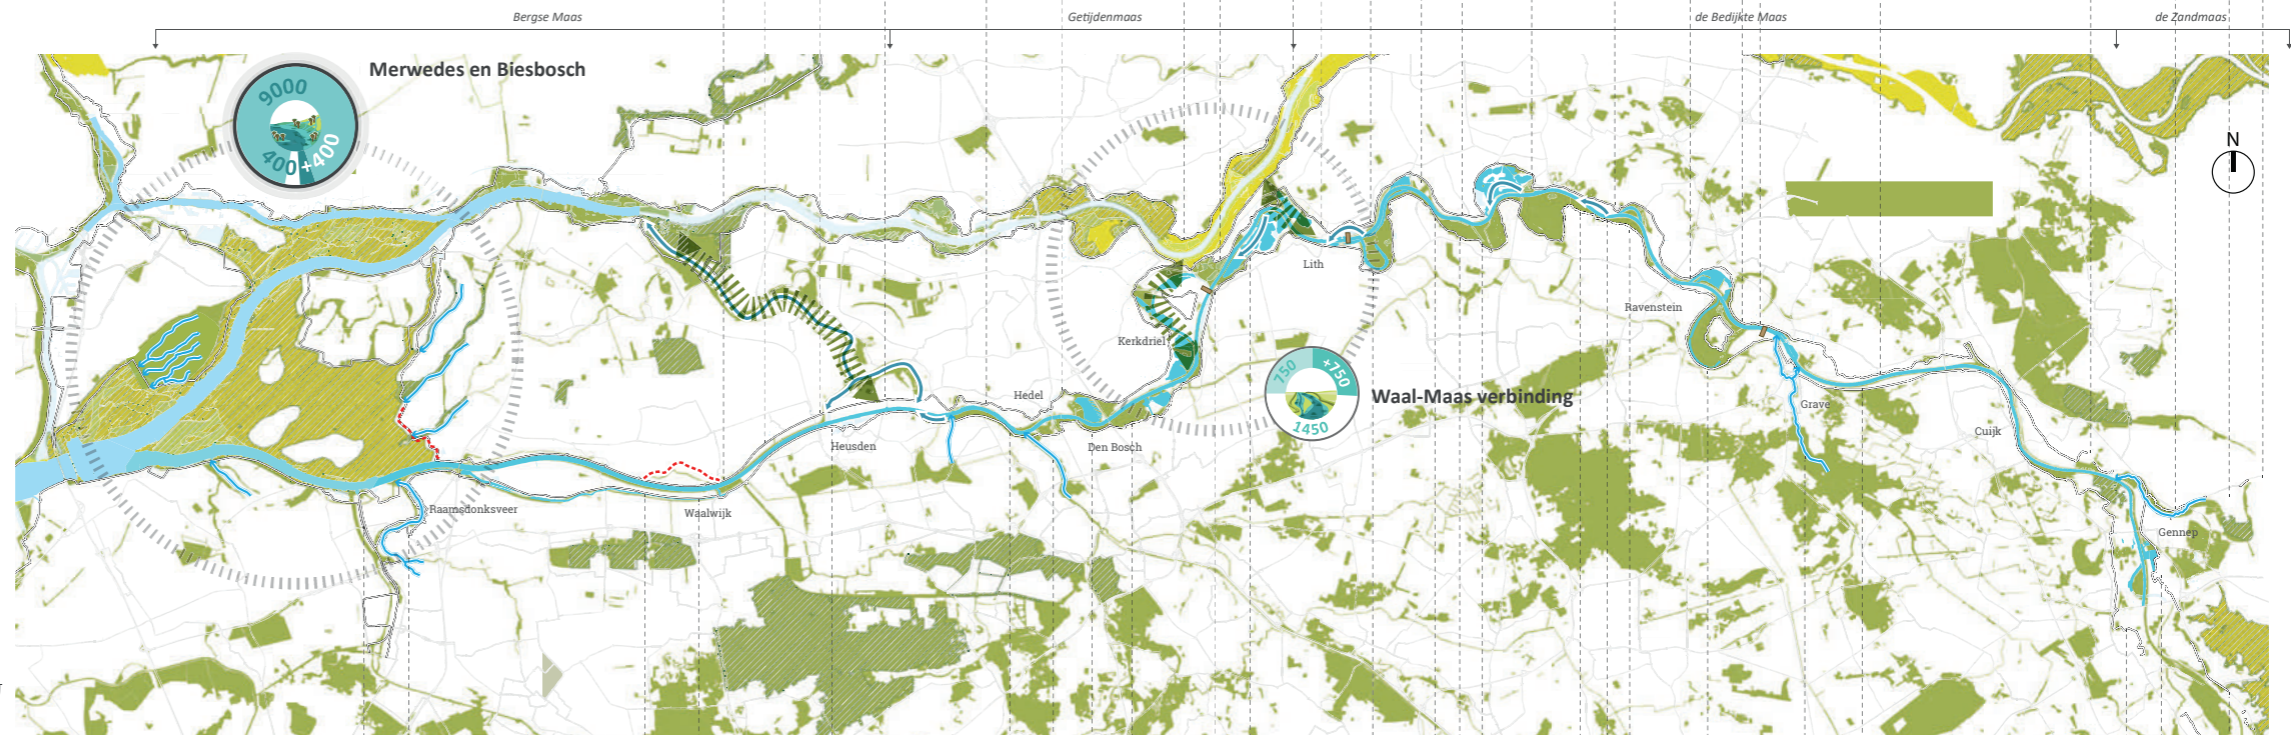 Bergse Maas
Getijdenmaas
de Bedijkte Maas
de Zandmaas
Merwedes en Biesbosch
9000
400
+400
N
Lith
Ravenstein
Kerkdriel
750
+750
1450
Waal-Maas verbinding
Hedel
Grave
Cuijk
Heusden
Den Bosch
Raamsdonksveer
Waalwijk
Gennep